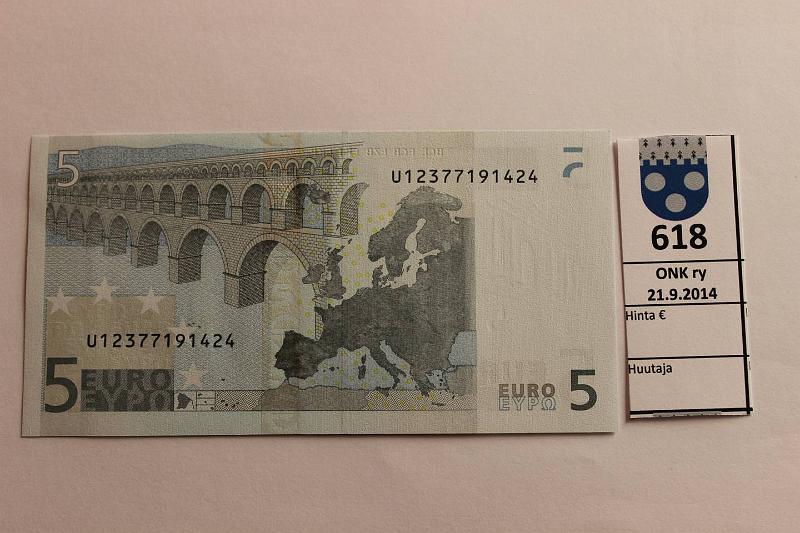 5
U12377191424
U12377191424
5 EURO
ΕΥΡΩ
EURO
ΕΥΡΩ 5
618
ONK ry
21.9.2014
Hinta €
Huutaja